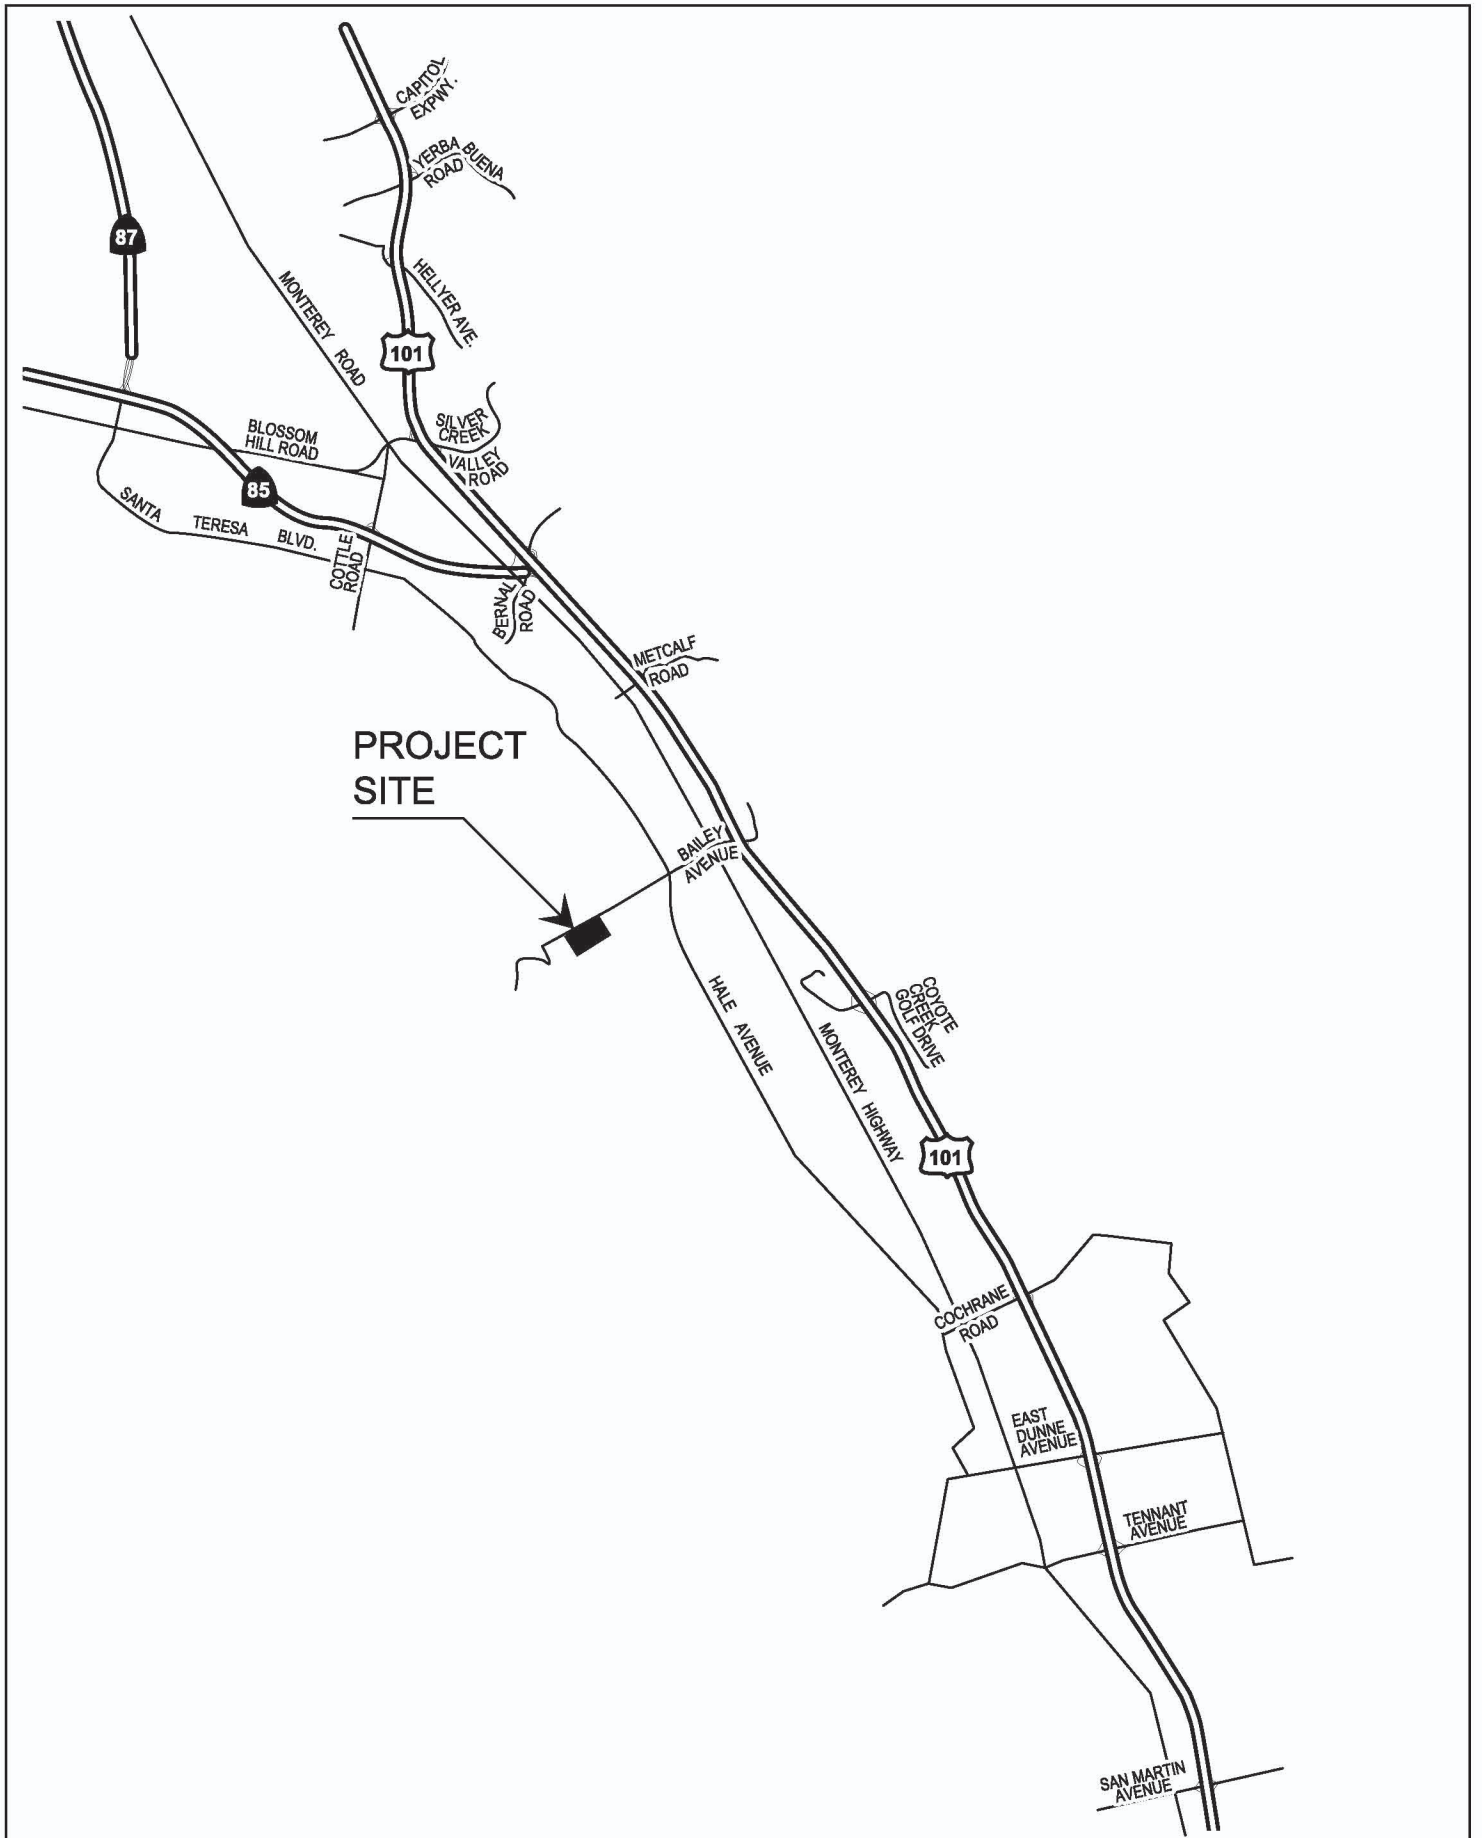 CAPITOL
EXPWY.
YERBA BUENA
ROAD
87
HELLYER AVE.
MONTEREY ROAD
101
SILVER
CREEK
VALLEY
ROAD
BLOSSOM
HILL ROAD
85
SANTA TERESA BLVD.
COTTLE
ROAD
BERNAL
ROAD
METCALF
ROAD
PROJECT
SITE
BAILEY
AVENUE
HALE AVENUE
COYOTE
CREEK
GOLF DRIVE
MONTEREY HIGHWAY
101
COCHRANE
ROAD
EAST
DUNNE
AVENUE
TENNANT
AVENUE
SAN MARTIN
AVENUE